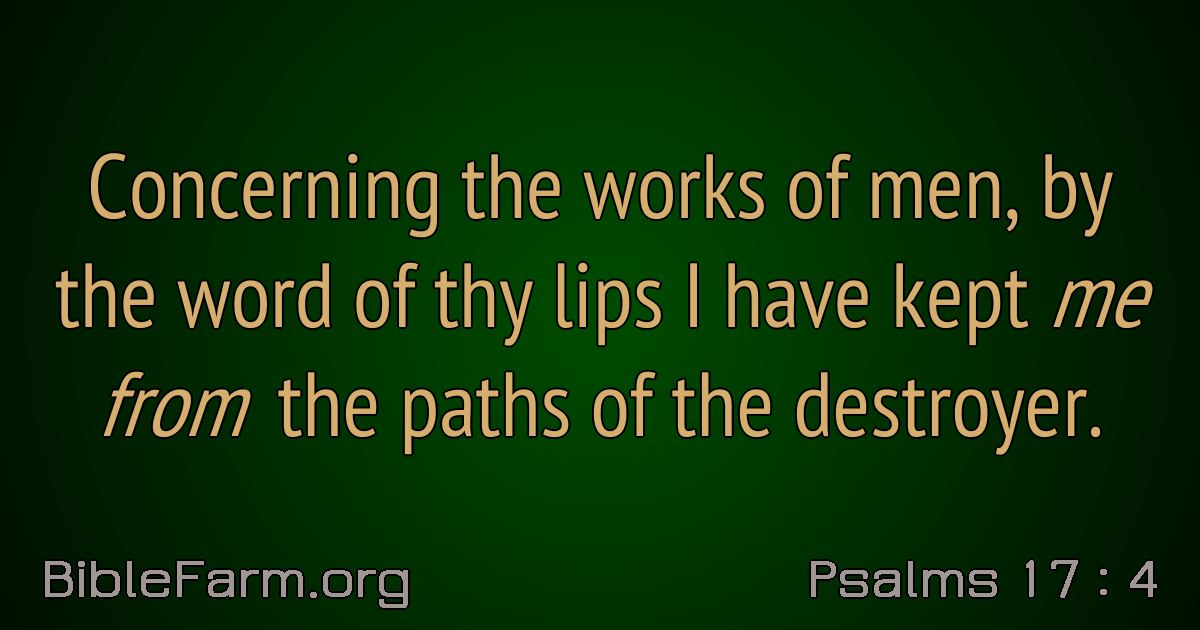 Concerning the works of men, by
the word of thy lips I have kept me
from the paths of the destroyer.
BibleFarm.org
Psalms 17 : 4